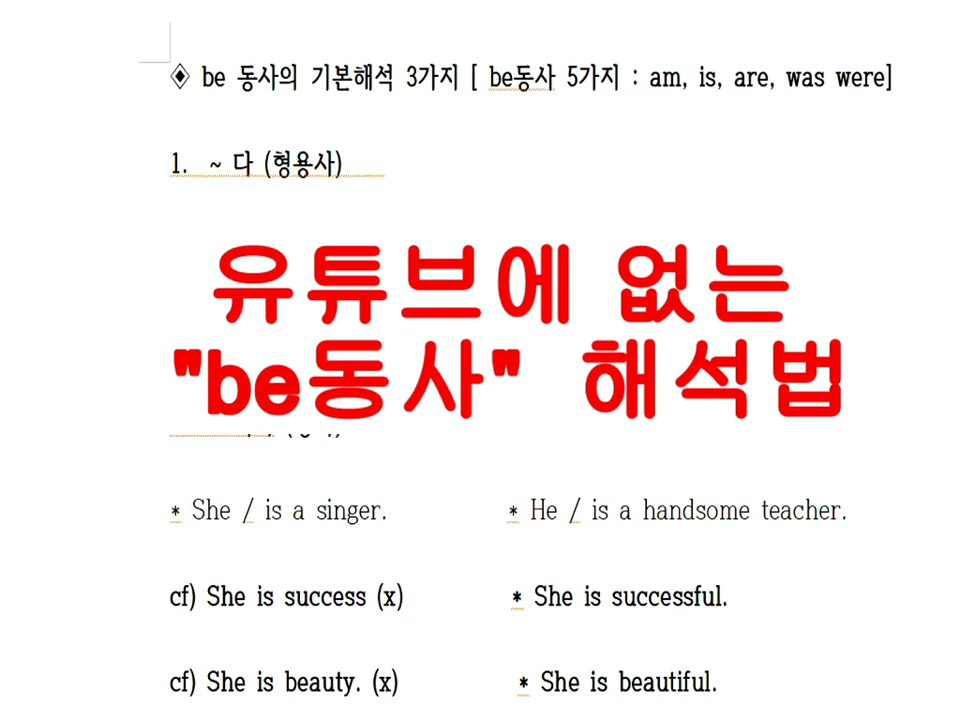 ◈ be 동사의 기본해석 3가지 [ be동사 5가지 : am, is, are, was were]
1. ~ 다 (형용사)
유튜브에 없는
"be동사" 해석법
* She / is a singer. * He / is a handsome teacher.
cf) She is success (x) * She is successful.
cf) She is beauty. (x) * She is beautiful.